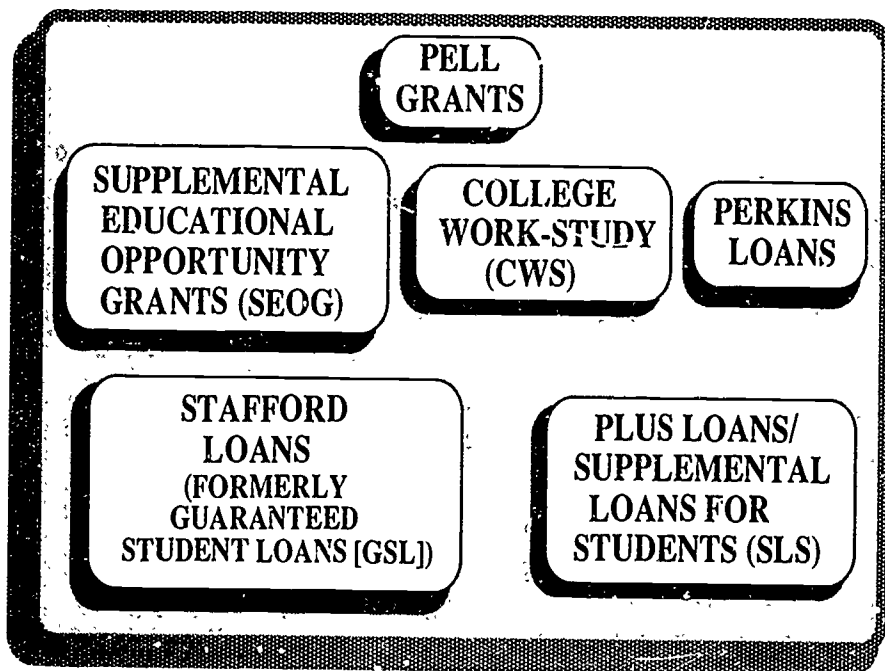 PELL
GRANTS
SUPPLEMENTAL
EDUCATIONAL
OPPORTUNITY
GRANTS (SEOG)
COLLEGE
WORK-STUDY
(CWS)
PERKINS
LOANS
STAFFORD
LOANS
(FORMERLY
GUARANTEED
STUDENT LOANS [GSL])
PLUS LOANS/
SUPPLEMENTAL
LOANS FOR
STUDENTS (SLS)